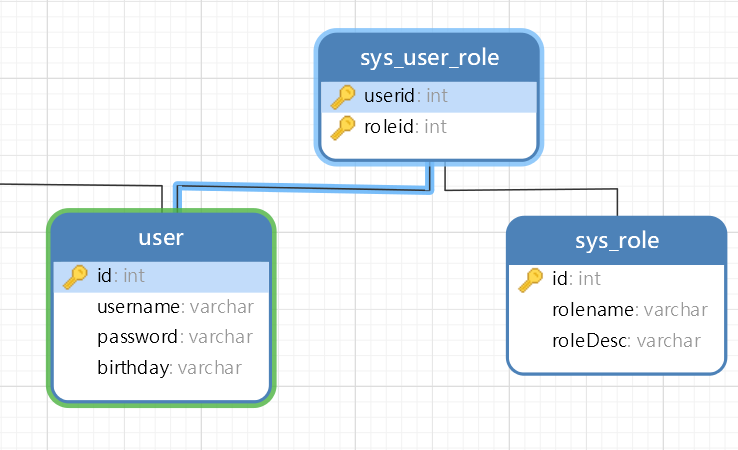 sys_user_role
userid: int
roleid: int
user
id: int
username: varchar
password: varchar
birthday: varchar
sys_role
id: int
rolename: varchar
roleDesc: varchar